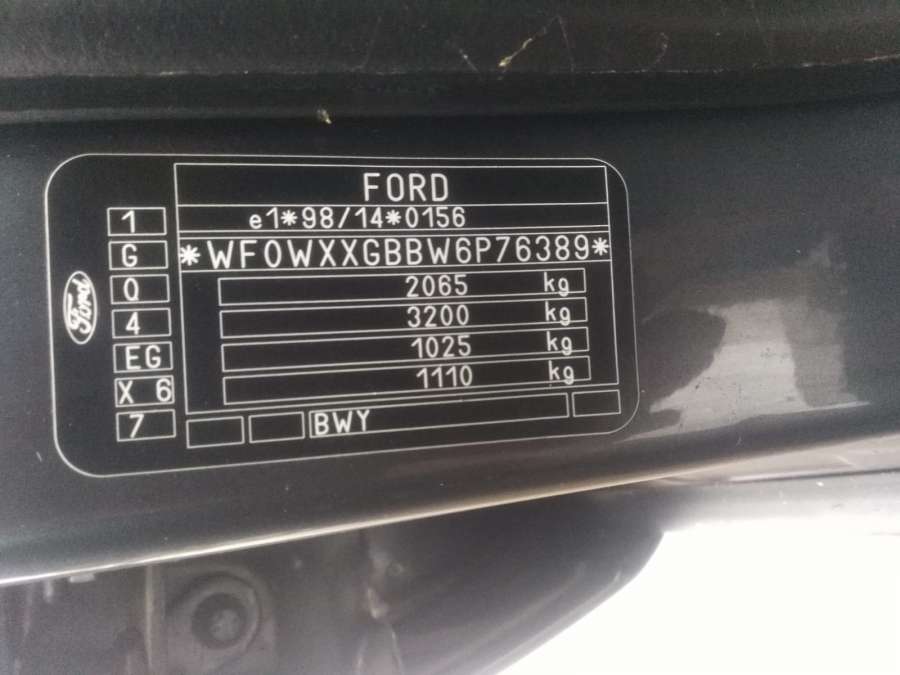 FORD
e1*98/14*0156
*WF0WXXGBBW6P76389*
2065 kg
3200 kg
1025 kg
1110 kg
BWY
1
G
Q
4
EG
X 6
7
Ford